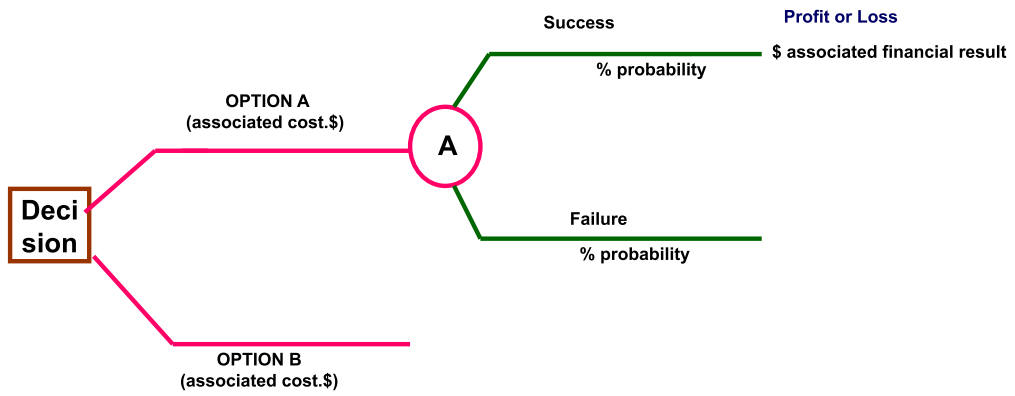 Success
Profit or Loss
$ associated financial result
% probability
OPTION A
(associated cost.$)
A
Deci
sion
Failure
% probability
OPTION B
(associated cost.$)